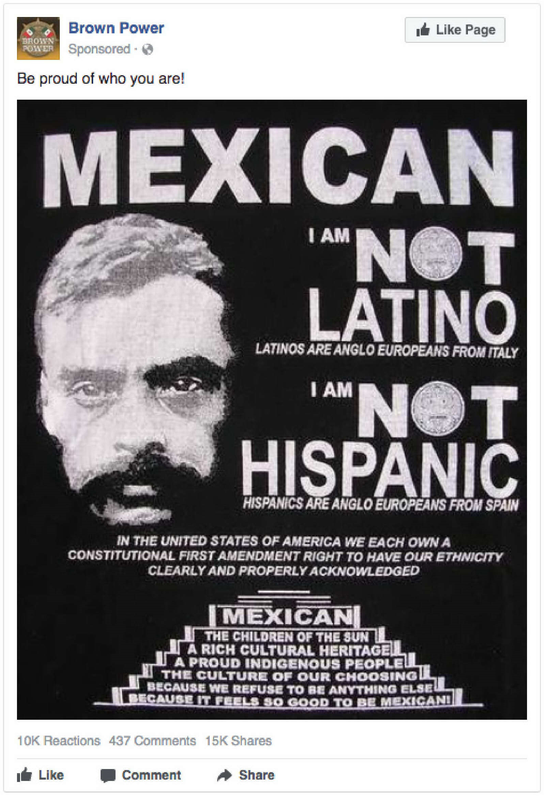 Brown Power
Like Page
BROWN
POWER
Sponsored ·
Be proud of who you are!
MEXICAN
I AM NOT
LATINO
LATINOS ARE ANGLO EUROPEANS FROM ITALY
I AM NOT
HISPANIC
HISPANICS ARE ANGLO EUROPEANS FROM SPAIN
IN THE UNITED STATES OF AMERICA WE EACH OWN A
CONSTITUTIONAL FIRST AMENDMENT RIGHT TO HAVE OUR ETHNICITY
CLEARLY AND PROPERLY ACKNOWLEDGED
MEXICAN
THE CHILDREN OF THE SUN
A RICH CULTURAL HERITAGE
A PROUD INDIGENOUS PEOPLE
THE CULTURE OF OUR CHOOSING
BECAUSE WE REFUSE TO BE ANYTHING ELSE
BECAUSE IT FEELS SO GOOD TO BE MEXICAN!
10K Reactions 437 Comments 15K Shares
Like Comment Share